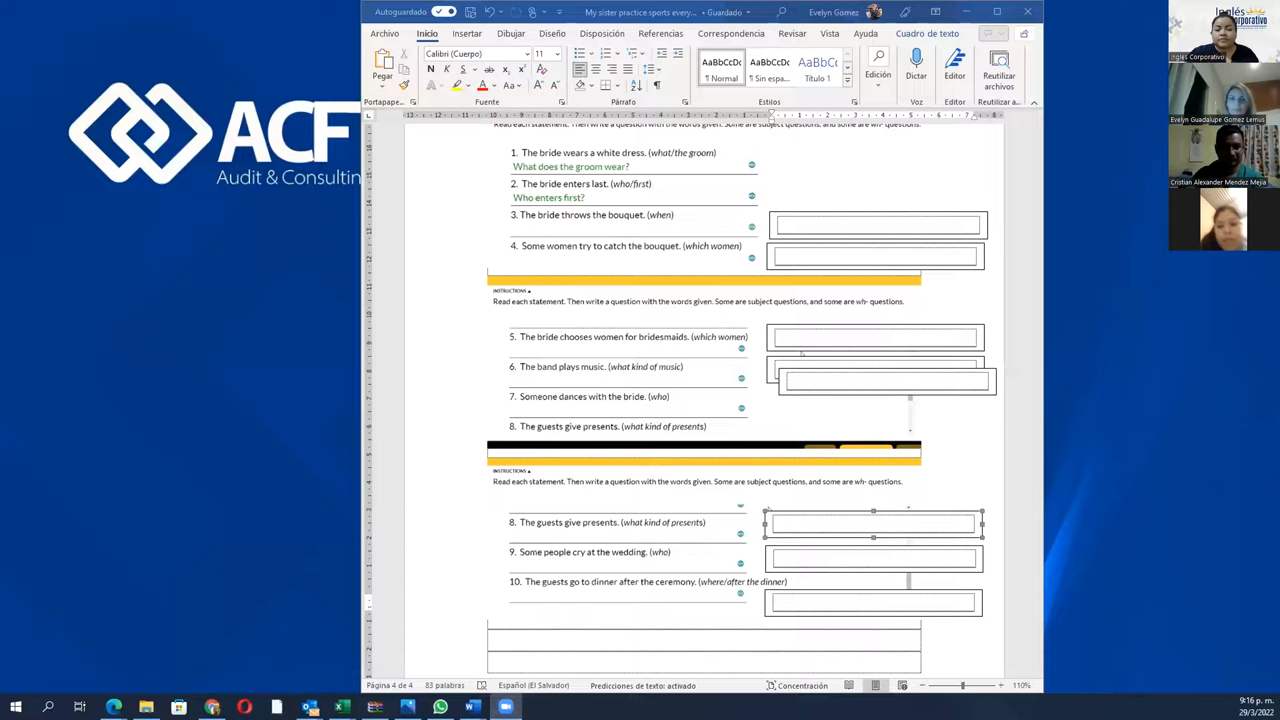 Autoguardado
My sister practice sports every... • Guardado
Evelyn Gomez
Archivo Inicio Insertar Diseño Disposición Referencias Correspondencia Revisar Vista Ayuda Cuadro de texto
Calibri (Cuerpo) 11
AaBbCcDc AaBbCcDc AaBbCc
Pegar
N K S
Aa
¶ Normal ¶ Sin espa... Título 1
Edición
Dictar
Editor
Reutilizar archivos
Portapape... Fuente Párrafo Estilos Voz Editor Reutilizar a...
Read each statement. Then write a question with the words given. Some are subject questions, and some are wh- questions.
1. The bride wears a white dress. (what/the groom)
What does the groom wear?
2. The bride enters last. (who/first)
Who enters first?
3. The bride throws the bouquet. (when)
4. Some women try to catch the bouquet. (which women)
INSTRUCTIONS
Read each statement. Then write a question with the words given. Some are subject questions, and some are wh- questions.
5. The bride chooses women for bridesmaids. (which women)
6. The band plays music. (what kind of music)
7. Someone dances with the bride. (who)
8. The guests give presents. (what kind of presents)
INSTRUCTIONS
Read each statement. Then write a question with the words given. Some are subject questions, and some are wh- questions.
8. The guests give presents. (what kind of presents)
9. Some people cry at the wedding. (who)
10. The guests go to dinner after the ceremony. (where/after the dinner)
Página 4 de 4 83 palabras Español (El Salvador) Predicciones de texto: activado Concentración 110%
ACF
Audit & Consultin
Inglés
Corporativo
Inglés Corporativo
Evelyn Guadalupe Gomez Lemus
Cristian Alexander Mendez Mejia
9:16 p. m.
29/3/2022